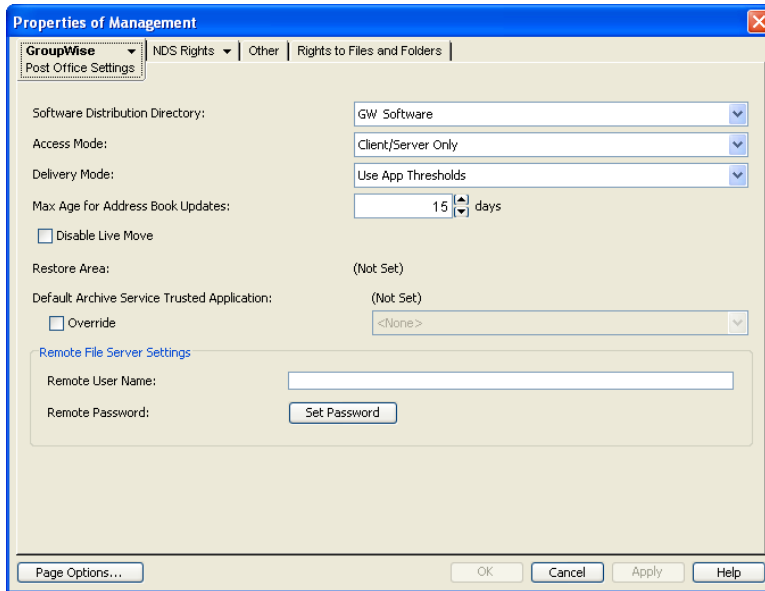 Properties of Management
GroupWise NDS Rights Other Rights to Files and Folders
Post Office Settings
Software Distribution Directory: GW Software
Access Mode: Client/Server Only
Delivery Mode: Use App Thresholds
Max Age for Address Book Updates: 15 days
Disable Live Move
Restore Area: (Not Set)
Default Archive Service Trusted Application: (Not Set)
Override <None>
Remote File Server Settings
Remote User Name:
Remote Password: Set Password
Page Options... OK Cancel Apply Help